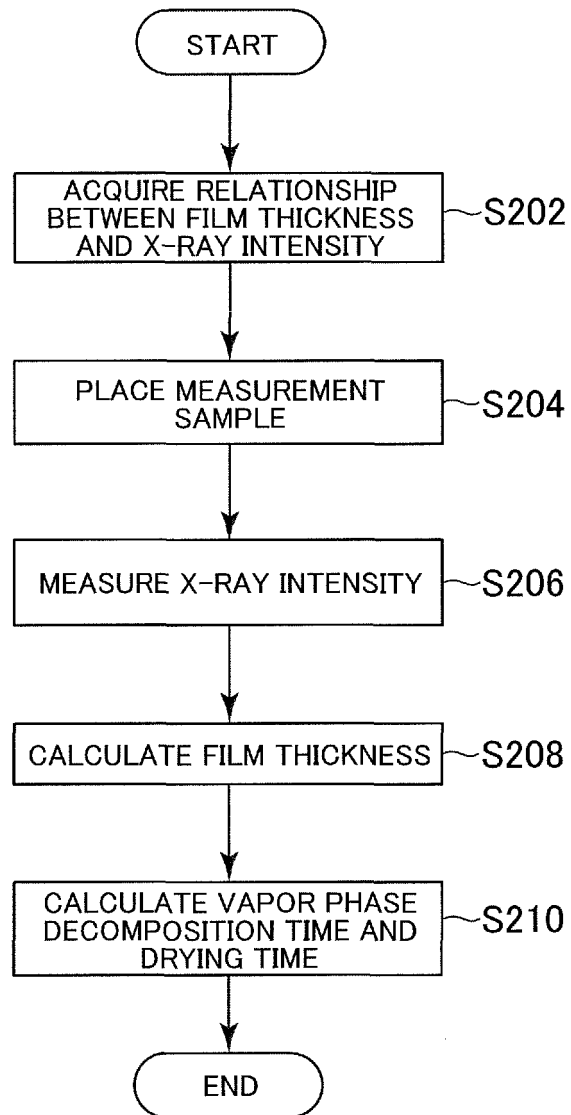 START
ACQUIRE RELATIONSHIP
BETWEEN FILM THICKNESS
AND X-RAY INTENSITY
S202
PLACE MEASUREMENT
SAMPLE
S204
MEASURE X-RAY INTENSITY
S206
CALCULATE FILM THICKNESS
S208
CALCULATE VAPOR PHASE
DECOMPOSITION TIME AND
DRYING TIME
S210
END